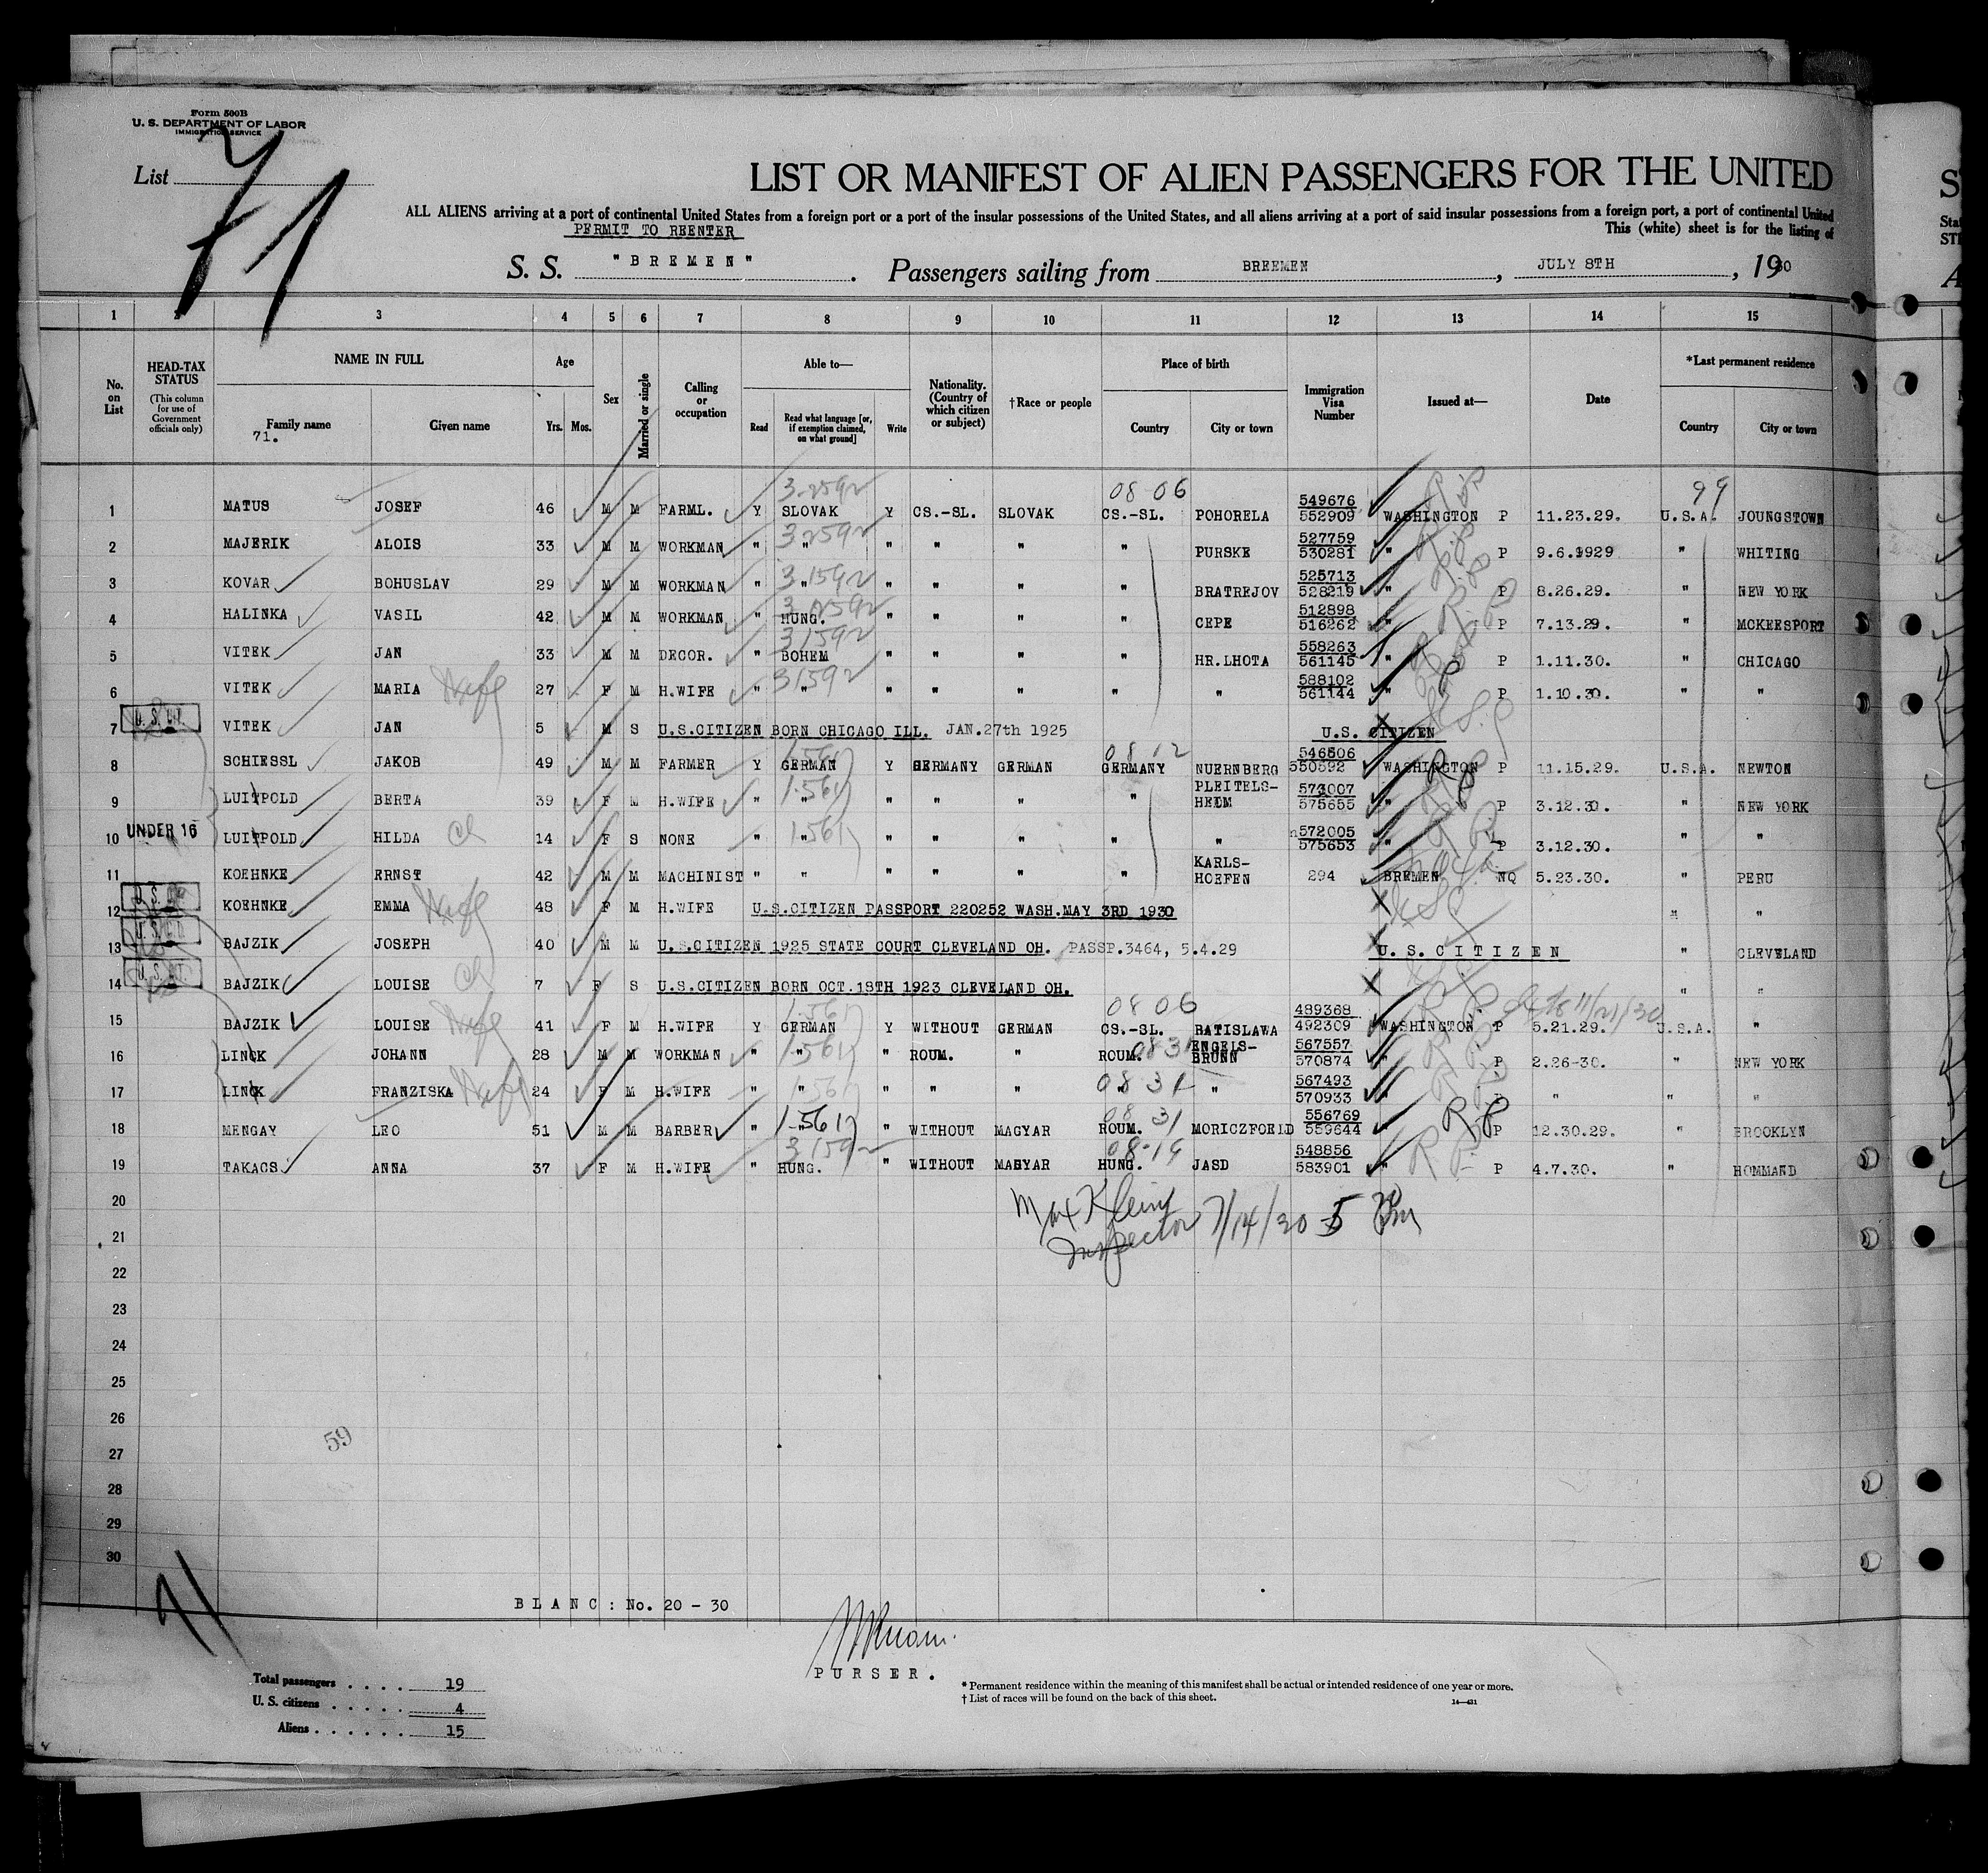 Form 500B
U. S. DEPARTMENT OF LABOR
IMMIGRATION SERVICE
List 71
LIST OR MANIFEST OF ALIEN PASSENGERS FOR THE UNITED
ALL ALIENS arriving at a port of continental United States from a foreign port or a port of the insular possessions of the United States, and all aliens arriving at a port of said insular possessions from a foreign port, a port of continental United
PERMIT TO REENTER This (white) sheet is for the listing of
S. S. "BREMEN". Passengers sailing from BREEMEN, JULY 8TH, 1930
1 2 3 4 5 6 7 8 9 10 11 12 13 14 15
No. on List HEAD-TAX STATUS (This column for use of Government officials only) NAME IN FULL Family name Given name Age Yrs. Mos. Sex Married or single Calling or occupation Able to— Read Read what language [or, if exemption claimed, on what ground] Write Nationality. (Country of which citizen or subject) †Race or people Place of birth Country City or town Immigration Visa Number Issued at— Date *Last permanent residence Country City or town
71.
3-2592 08 06 99
1 MATUS JOSEF 46 M M FARML. Y SLOVAK Y CS.-SL. SLOVAK CS.-SL. POHORELA 549676 552909 WASHINGTON P 11.23.29. U.S.A. JOUNGSTOWN
2 MAJERIK ALOIS 33 M M WORKMAN " " " " " " PURSKE 527759 530281 " P 9.6.1929 " WHITING
3 KOVAR BOHUSLAV 29 M M WORKMAN " " " " " " BRATREJOV 525713 528219 " P 8.26.29. " NEW YORK
4 HALINKA VASIL 42 M M WORKMAN " HUNG. " " " " CEPE 512898 516262 " P 7.13.29. " MCKEESPORT
5 VITEK JAN 33 M M DECOR. " BOHEM " " " " HR.LHOTA 558263 561145 " P 1.11.30. " CHICAGO
6 VITEK MARIA Wife 27 F M H.WIFE " " " " " " " 588102 561144 " P 1.10.30. " "
7 VITEK JAN 5 M S U.S.CITIZEN BORN CHICAGO ILL. JAN.27th 1925 U.S. CITIZEN
8 SCHIESSL JAKOB 49 M M FARMER Y GERMAN Y GERMANY GERMAN GERMANY NUERNBERG 546506 550592 WASHINGTON P 11.15.29. U.S.A. NEWTON
9 LUITPOLD BERTA 39 F M H.WIFE " " " " " " PLEITELS- HEIM 573007 575655 " P 3.12.30. " NEW YORK
10 UNDER 16 LUITPOLD HILDA ch 14 F S NONE " " " " " " " 572005 575653 " P 3.12.30. " "
11 KOEHNKE ERNST 42 M M MACHINIST " " " " " " KARLS- HOEFEN 294 BREMEN NQ 5.23.30. " PERU
12 KOEHNKE EMMA Wife 48 F M H.WIFE U.S.CITIZEN PASSPORT 220252 WASH.MAY 3RD 1930 " "
13 BAJZIK JOSEPH 40 M M U.S.CITIZEN 1925 STATE COURT CLEVELAND OH. PASSP.3464, 5.4.29 U.S.CITIZEN " CLEVELAND
14 BAJZIK LOUISE ch 7 F S U.S.CITIZEN BORN OCT.18TH 1923 CLEVELAND OH. " "
15 BAJZIK LOUISE Wife 41 F M H.WIFE Y GERMAN Y WITHOUT GERMAN CS.-SL. BATISLAWA 489368 492309 WASHINGTON P 5.21.29. U.S.A. "
16 LINCK JOHANN 28 M M WORKMAN " " " ROUM. " ROUM. ENGELS- BRUNN 567557 570874 " P 2.26-30. " NEW YORK
17 LINCK FRANZISKA Wife 24 F M H.WIFE " " " " " " " 567493 570933 " P " " "
18 MENGAY LEO 51 M M BARBER " " " WITHOUT MAGYAR ROUM. MORICZFOELD 556769 559644 " P 12.30.29. " BROOKLYN
19 TAKACS ANNA 37 F M H.WIFE " HUNG. " WITHOUT MAGYAR HUNG. JASD 548856 583901 " P 4.7.30. " HOMMAND
20
Max Klein
Inspector 7/14/30
21
22
23
24
25
26
59
27
28
29
30
71
BLANC: No. 20 - 30
PURSER.
Total passengers . . . . 19
U. S. citizens . . . . . 4
Aliens . . . . . . 15
* Permanent residence within the meaning of this manifest shall be actual or intended residence of one year or more.
† List of races will be found on the back of this sheet. 14—431